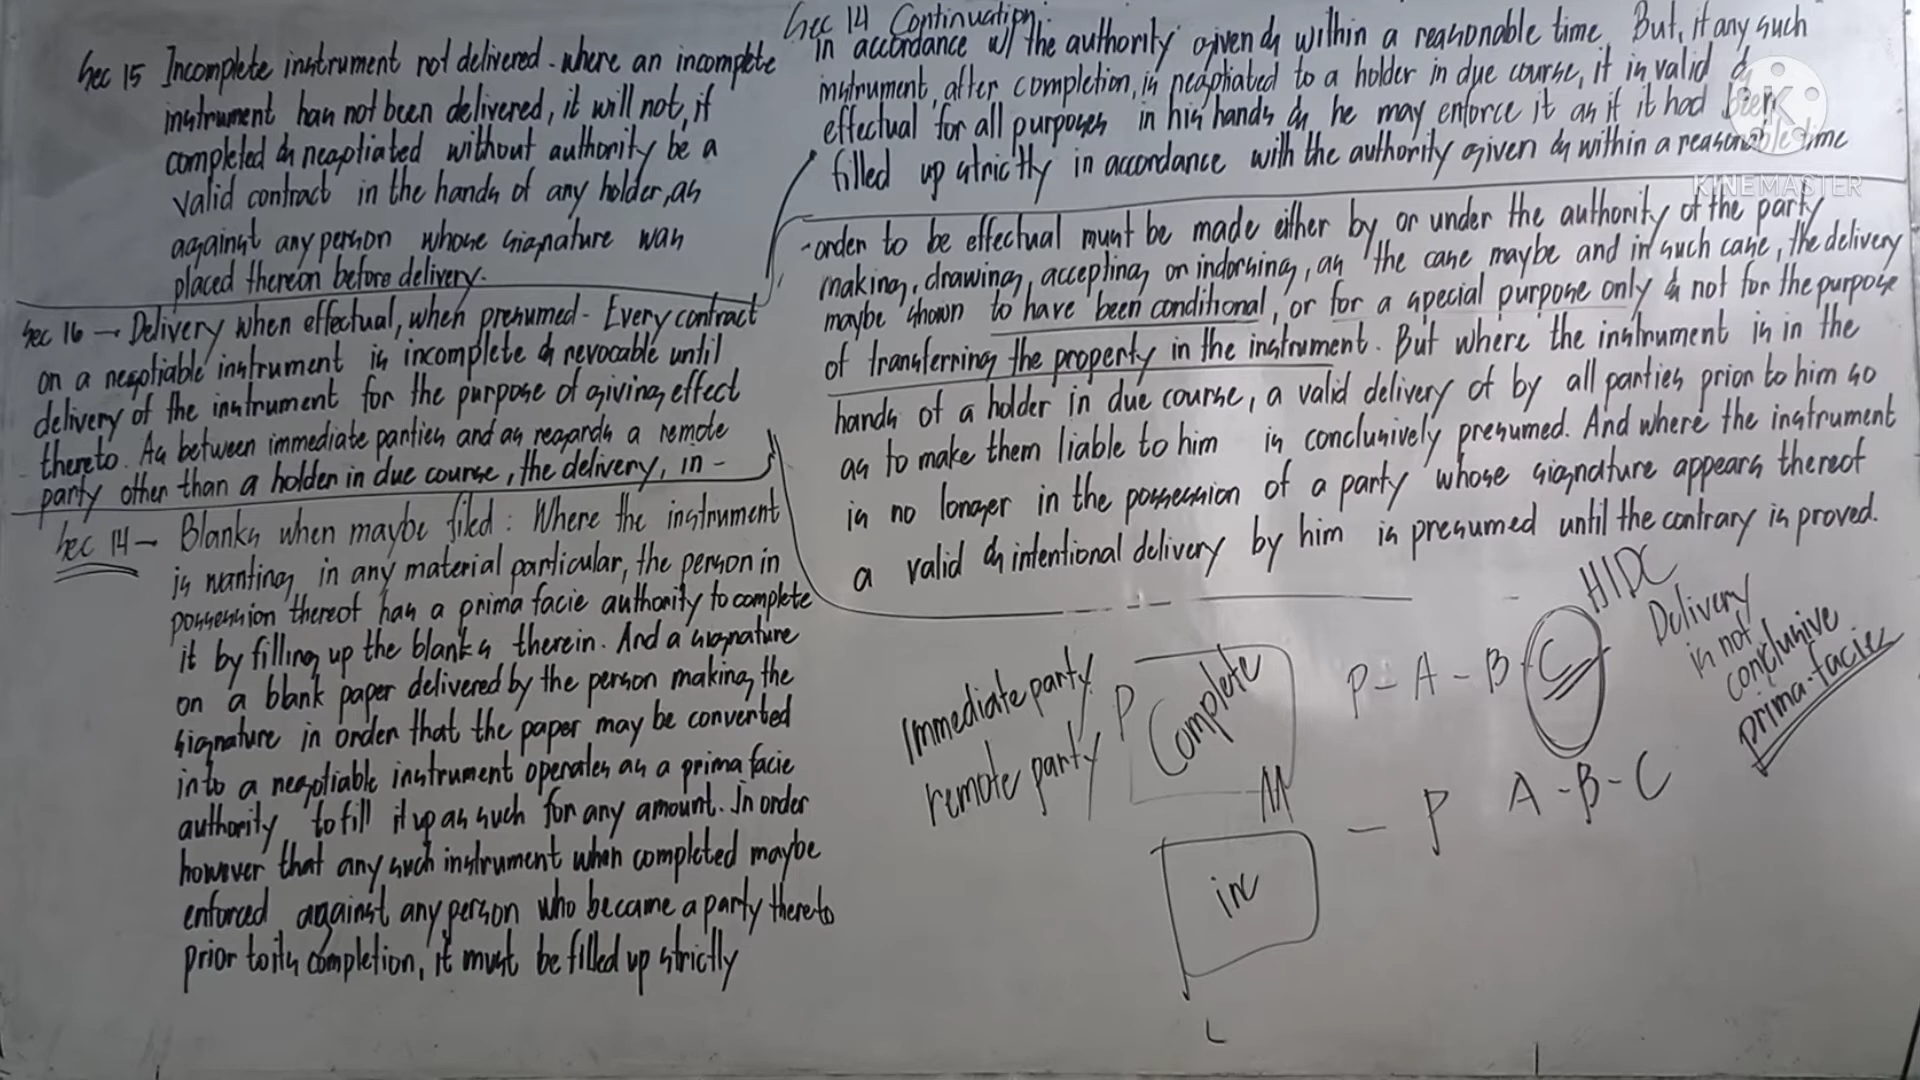 Sec 15 Incomplete instrument not delivered - where an incomplete
instrument has not been delivered, it will not, if
completed & negotiated without authority be a
valid contract in the hands of any holder, as
against any person whose signature was
placed thereon before delivery.
Sec 16 - Delivery when effectual, when presumed - Every contract
on a negotiable instrument is incomplete & revocable until
delivery of the instrument for the purpose of giving effect
thereto. As between immediate parties and as regards a remote
party other than a holder in due course, the delivery, in -
Sec 14 - Blanks when maybe filed : Where the instrument
is wanting in any material particular, the person in
possession thereof has a prima facie authority to complete
it by filling up the blanks therein. And a signature
on a blank paper delivered by the person making the
signature in order that the paper may be converted
into a negotiable instrument operates as a prima facie
authority to fill it up as such for any amount. In order
however that any such instrument when completed maybe
enforced against any person who became a party thereto
prior to its completion, it must be filled up strictly
Sec 14 Continuation.
in accordance w/ the authority given & within a reasonable time. But, if any such
instrument, after completion, is negotiated to a holder in due course, it is valid &
effectual for all purposes in his hands & he may enforce it as if it had been
filled up strictly in accordance with the authority given & within a reasonable time
-order to be effectual must be made either by or under the authority of the party
making, drawing, accepting or indorsing, as the case maybe and in such case, the delivery
maybe shown to have been conditional, or for a special purpose only & not for the purpose
of transferring the property in the instrument. But where the instrument is in the
hands of a holder in due course, a valid delivery of by all parties prior to him so
as to make them liable to him is conclusively presumed. And where the instrument
is no longer in the possession of a party whose signature appears thereof
a valid & intentional delivery by him is presumed until the contrary is proved.
Immediate party
remote party
P
Complete
M
P - A - B - C
HIDC
Delivery
is not
conclusive
prima-facie
- P A - B - C
inc
L
KINEMASTER